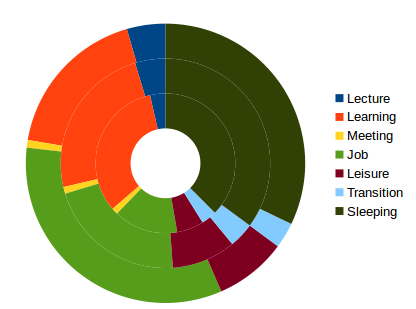 Lecture
Learning
Meeting
Job
Leisure
Transition
Sleeping